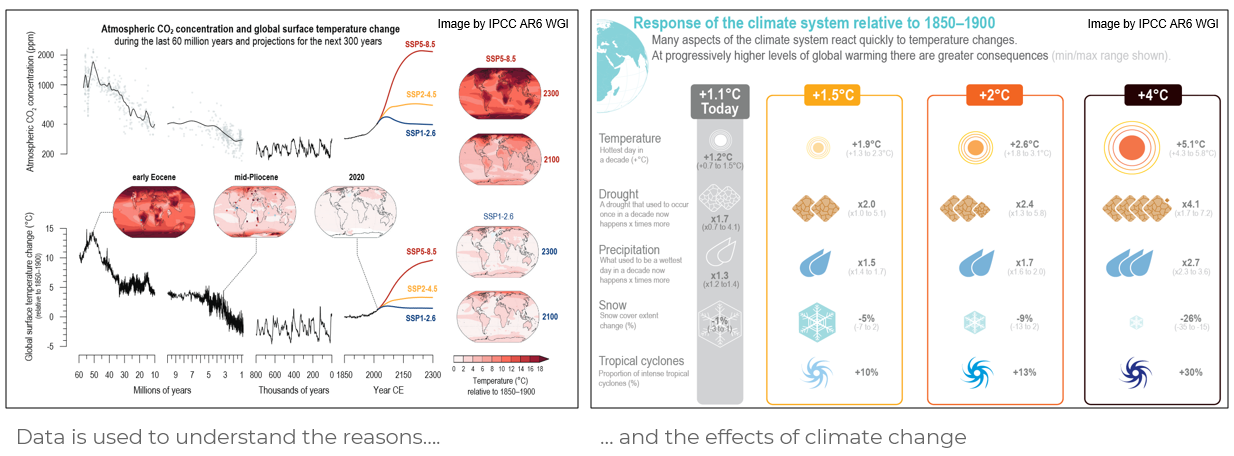 Image by IPCC AR6 WGI
Atmospheric CO₂ concentration and global surface temperature change
during the last 60 million years and projections for the next 300 years
Atmospheric CO₂ concentration (ppm)
2000
1000
400
200
SSP5-8.5
SSP2-4.5
SSP1-2.6
SSP5-8.5
2300
2100
early Eocene
mid-Pliocene
2020
Global surface temperature change (°C)
(relative to 1850–1900)
15
10
5
0
-5
SSP5-8.5
SSP2-4.5
SSP1-2.6
SSP1-2.6
2300
2100
60 50 40 30 20 10
9 7 5 3 1
800 600 400 200 0
1850 2000 2150 2300
Millions of years
Thousands of years
Year CE
0 2 4 6 8 10 12 14 16 18
Temperature (°C)
relative to 1850–1900
Data is used to understand the reasons....
Response of the climate system relative to 1850–1900
Image by IPCC AR6 WGI
Many aspects of the climate system react quickly to temperature changes.
At progressively higher levels of global warming there are greater consequences (min/max range shown).
+1.1°C
Today
+1.5°C
+2°C
+4°C
Temperature
Hottest day in
a decade (+°C)
+1.2°C
(+0.7 to 1.5°C)
+1.9°C
(+1.3 to 2.3°C)
+2.6°C
(+1.8 to 3.1°C)
+5.1°C
(+4.3 to 5.8°C)
Drought
A drought that used to occur
once in a decade now
happens x times more
x1.7
(x0.7 to 4.1)
x2.0
(x1.0 to 5.1)
x2.4
(x1.3 to 5.8)
x4.1
(x1.7 to 7.2)
Precipitation
What used to be a wettest
day in a decade now
happens x times more
x1.3
(x1.2 to1.4)
x1.5
(x1.4 to 1.7)
x1.7
(x1.6 to 2.0)
x2.7
(x2.3 to 3.6)
Snow
Snow cover extent
change (%)
-1%
-5%
(-7 to 2)
-9%
(-13 to 2)
-26%
(-35 to -15)
Tropical cyclones
Proportion of intense tropical
cyclones (%)
+10%
+13%
+30%
... and the effects of climate change